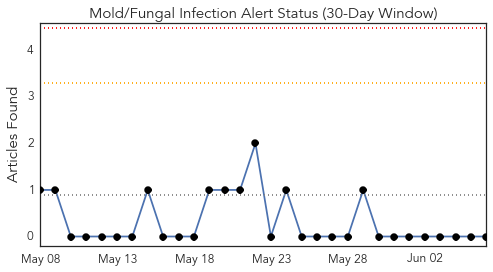 Mold/Fungal Infection Alert Status (30-Day Window)
Articles Found
4
3
2
1
0
May 08 May 13 May 18 May 23 May 28 Jun 02